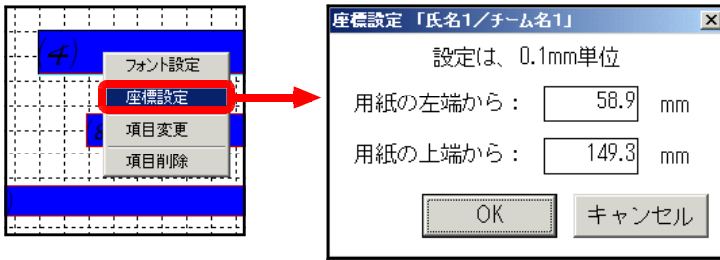 (4)
フォント設定
座標設定
項目変更
項目削除
座標設定 「氏名1/チーム名1」
設定は、0.1mm単位
用紙の左端から： 58.9 mm
用紙の上端から： 149.3 mm
OK キャンセル